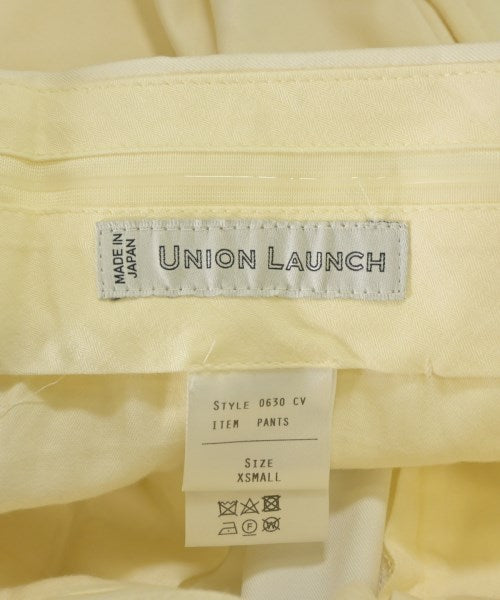 MADE IN
JAPAN
UNION LAUNCH
STYLE 0630 CV
ITEM PANTS
SIZE
XSMALL